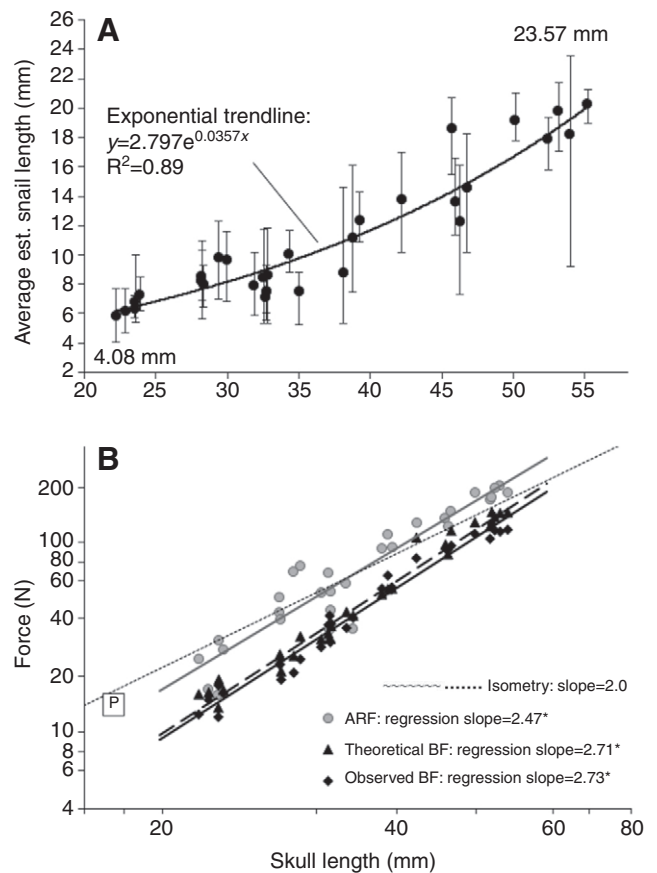 A
26
24
22
20
18
16
14
12
10
8
6
4
2
Average est. snail length (mm)
23.57 mm
Exponential trendline:
y=2.797e^0.0357x
R²=0.89
4.08 mm
20 25 30 35 40 45 50 55
B
200
100
80
60
40
20
10
8
6
4
Force (N)
P
Isometry: slope=2.0
ARF: regression slope=2.47*
Theoretical BF: regression slope=2.71*
Observed BF: regression slope=2.73*
20 40 60 80
Skull length (mm)